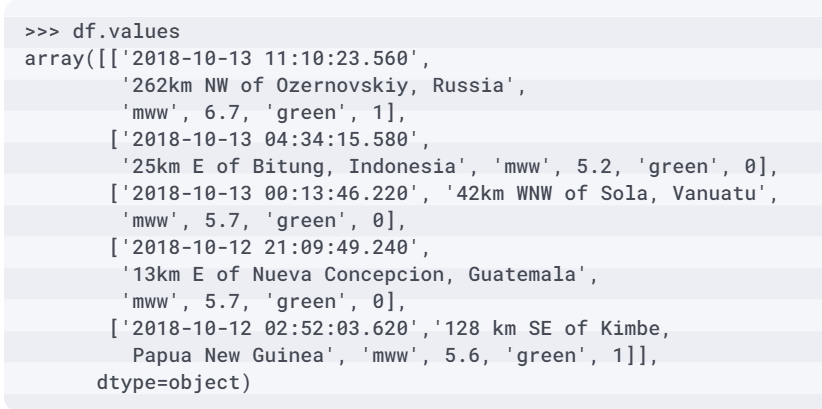 >>> df.values
array([['2018-10-13 11:10:23.560',
        '262km NW of Ozernovskiy, Russia',
        'mww', 6.7, 'green', 1],
       ['2018-10-13 04:34:15.580',
        '25km E of Bitung, Indonesia', 'mww', 5.2, 'green', 0],
       ['2018-10-13 00:13:46.220', '42km WNW of Sola, Vanuatu',
        'mww', 5.7, 'green', 0],
       ['2018-10-12 21:09:49.240',
        '13km E of Nueva Concepcion, Guatemala',
        'mww', 5.7, 'green', 0],
       ['2018-10-12 02:52:03.620','128 km SE of Kimbe,
         Papua New Guinea', 'mww', 5.6, 'green', 1]],
      dtype=object)